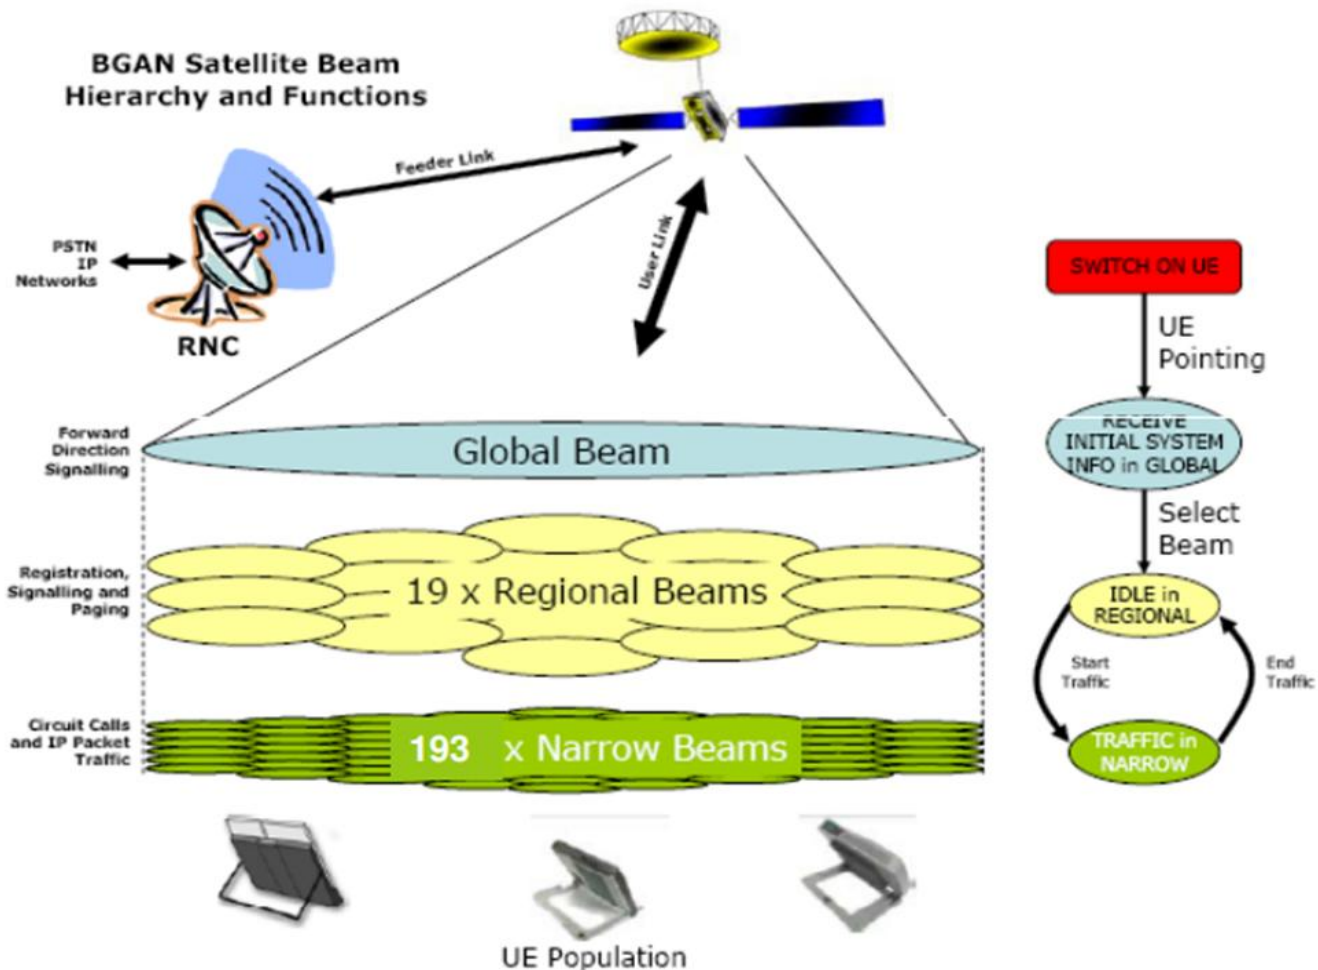 BGAN Satellite Beam
Hierarchy and Functions
Feeder Link
User Link
PSTN
IP
Networks
RNC
Forward
Direction
Signalling
Global Beam
Registration,
Signalling and
Paging
19 x Regional Beams
Circuit Calls
and IP Packet
Traffic
193 x Narrow Beams
UE Population
SWITCH ON UE
UE
Pointing
RECEIVE
INITIAL SYSTEM
INFO in GLOBAL
Select
Beam
IDLE in
REGIONAL
Start
Traffic
End
Traffic
TRAFFIC in
NARROW